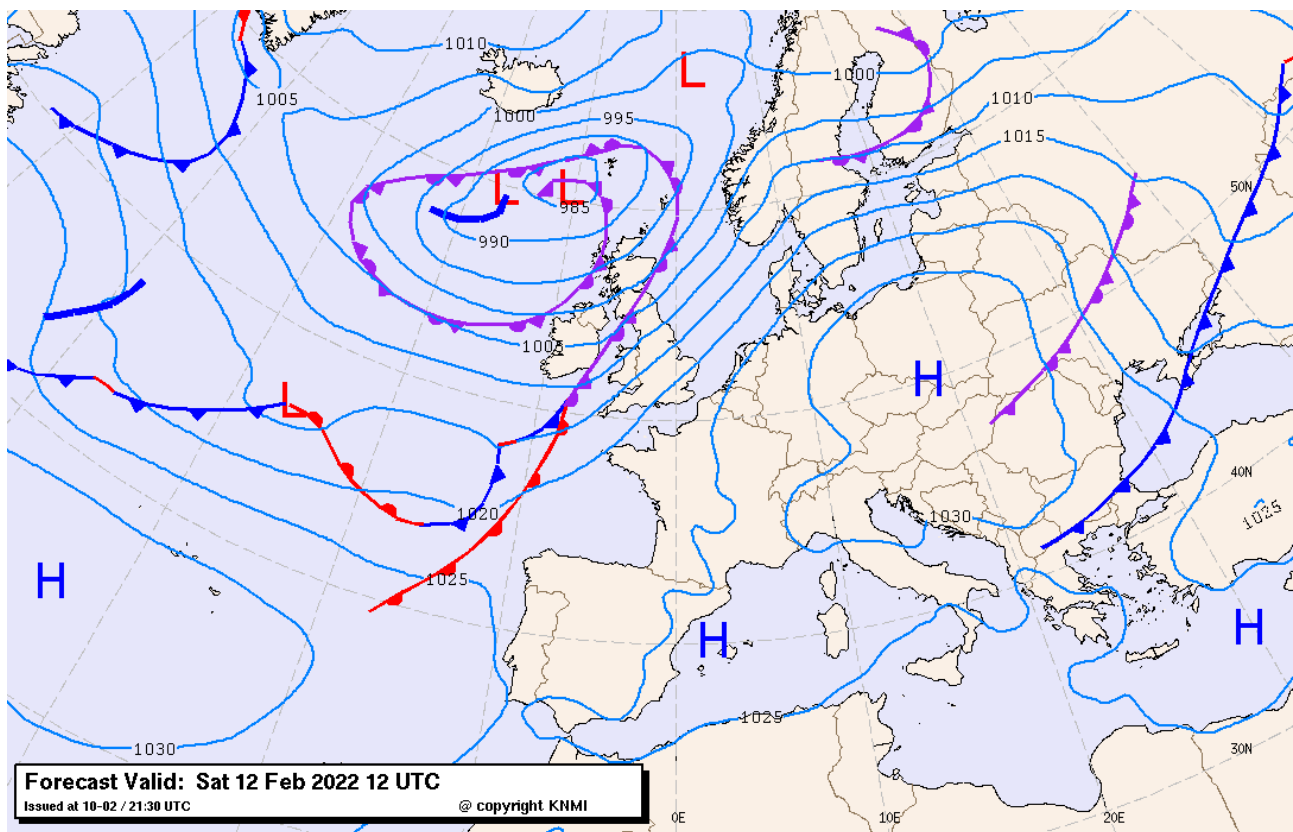 1010
L
1005
1000
1000
995
1010
1015
L
L
985
50N
990
1005
L
H
40N
1020
1030
1025
1025
H
H
H
1025
1030
30N
Forecast Valid: Sat 12 Feb 2022 12 UTC
Issued at 10-02 / 21:30 UTC @ copyright KNMI
0E
10E
20E